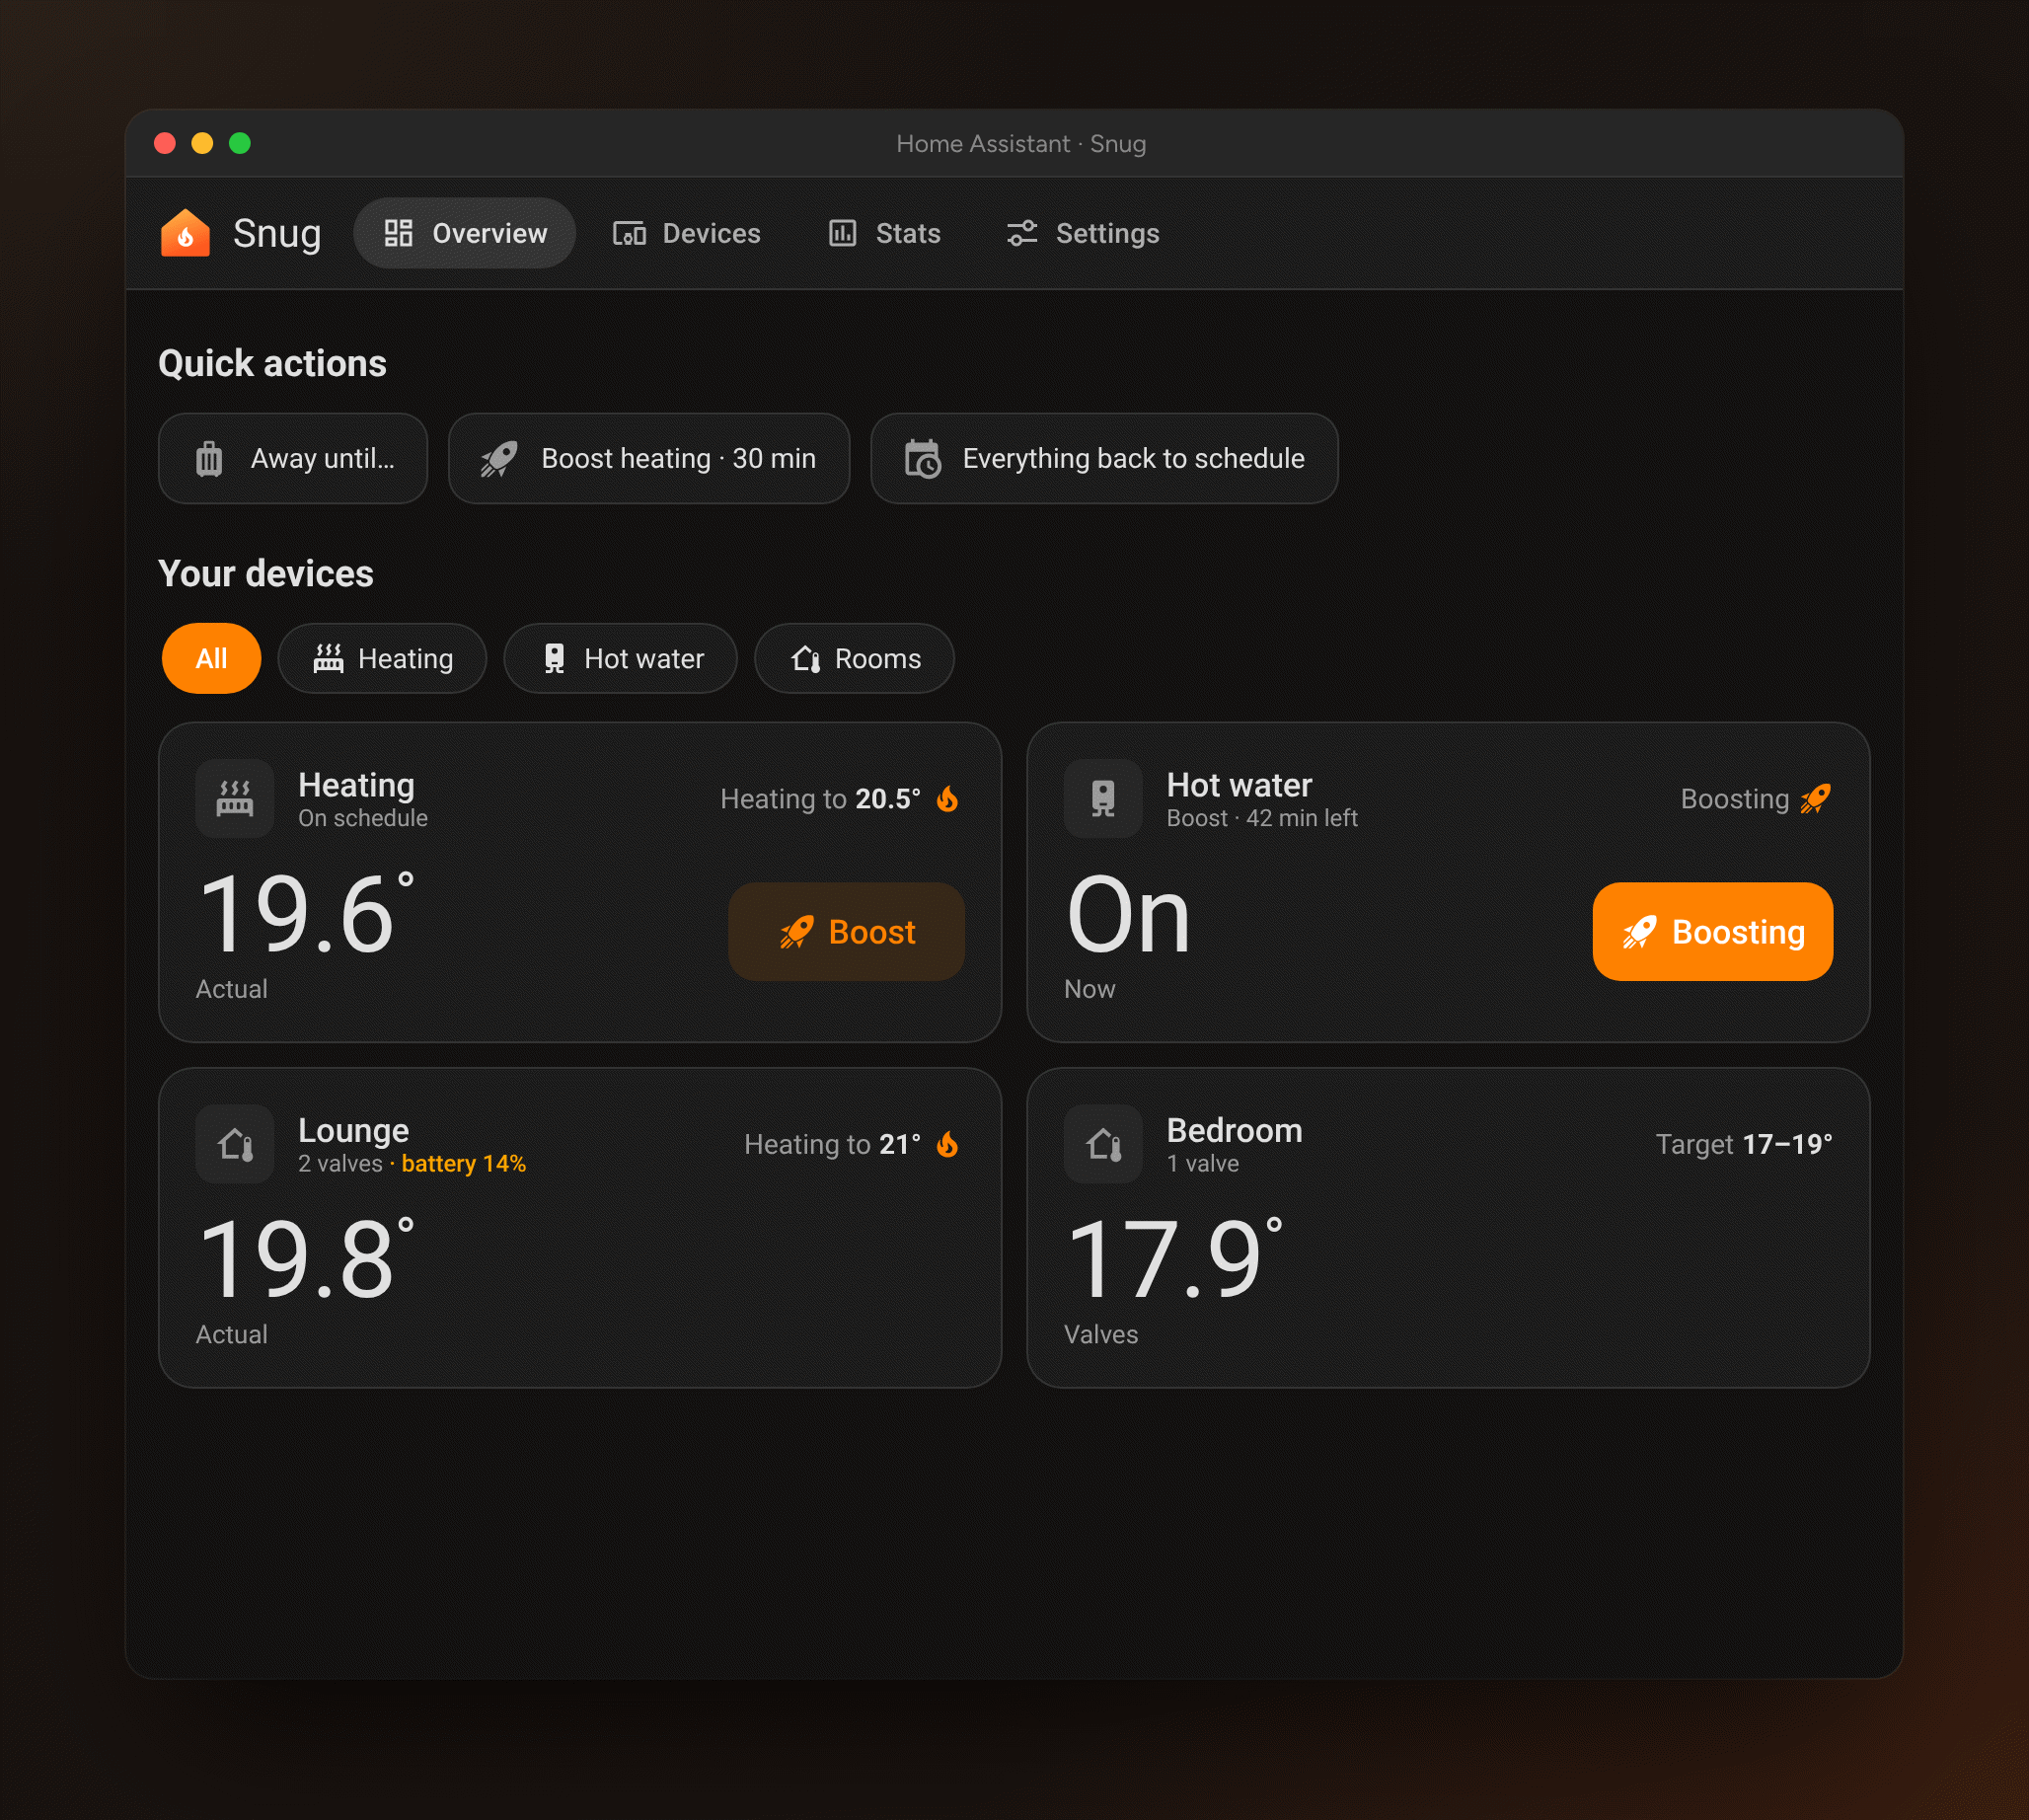 Home Assistant · Snug
Snug
Overview
Devices
Stats
Settings
Quick actions
Away until...
Boost heating · 30 min
Everything back to schedule
Your devices
All
Heating
Hot water
Rooms
Heating
On schedule
Heating to 20.5°
19.6°
Boost
Actual
Hot water
Boost · 42 min left
Boosting
On
Boosting
Now
Lounge
2 valves · battery 14%
Heating to 21°
19.8°
Actual
Bedroom
1 valve
Target 17–19°
17.9°
Valves